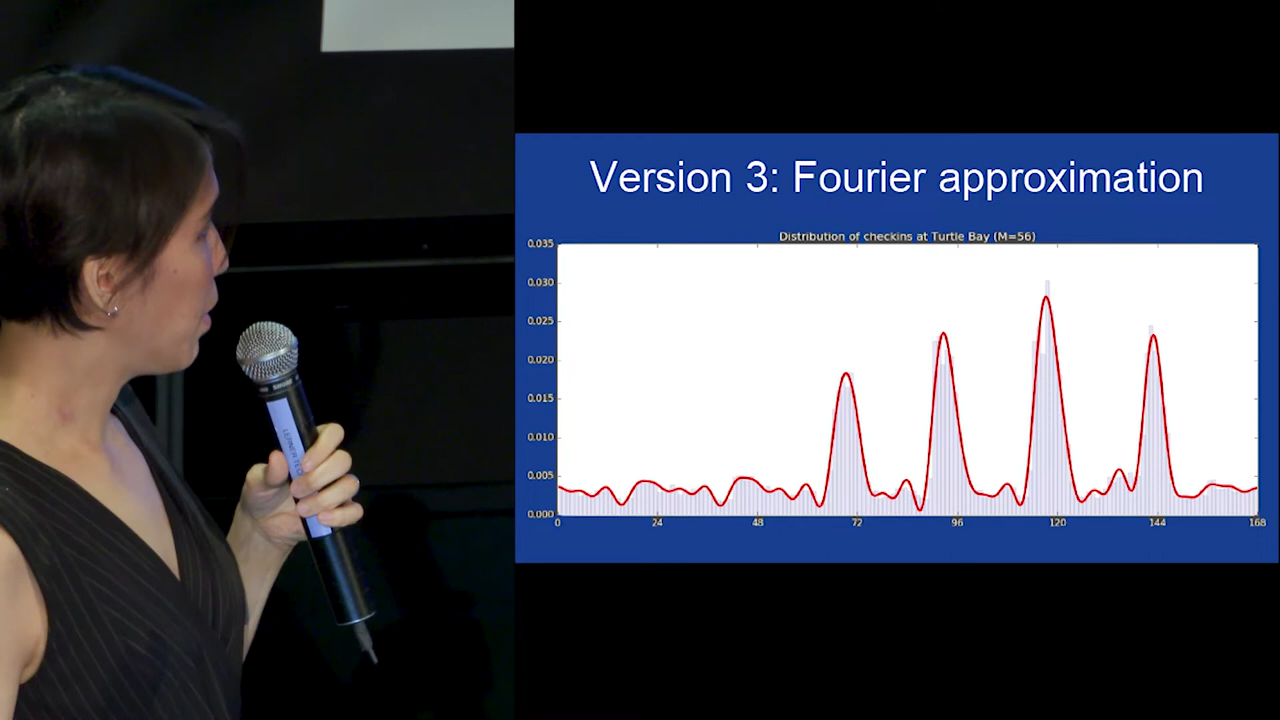 Version 3: Fourier approximation
Distribution of checkins at Turtle Bay (M=56)
0.035
0.030
0.025
0.020
0.015
0.010
0.005
0.000
0 24 48 72 96 120 144 168